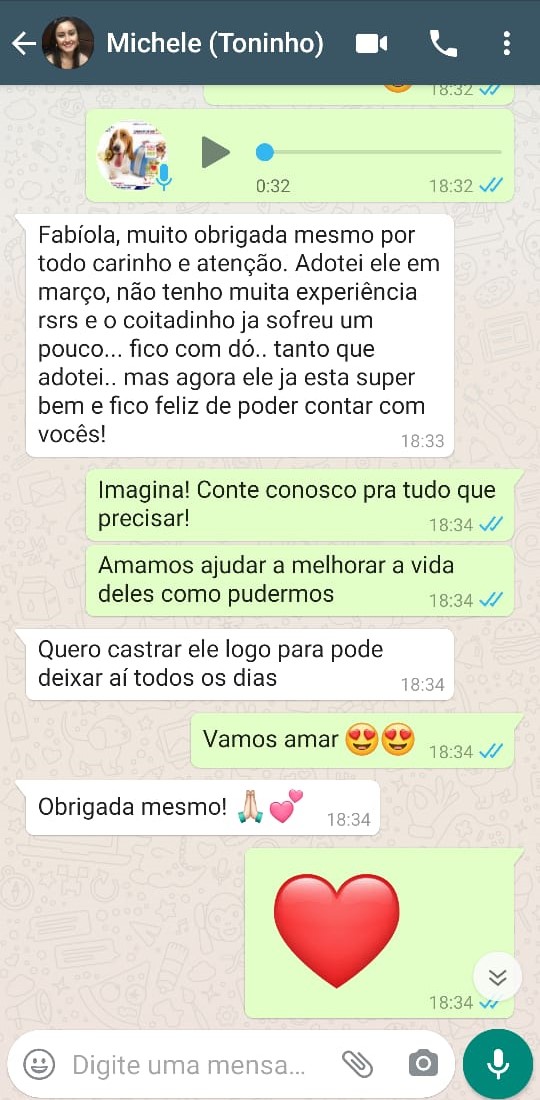 Michele (Toninho)
18:32
0:32
18:32
Fabíola, muito obrigada mesmo por
todo carinho e atenção. Adotei ele em
março, não tenho muita experiência
rsrs e o coitadinho ja sofreu um
pouco... fico com dó.. tanto que
adotei.. mas agora ele ja esta super
bem e fico feliz de poder contar com
vocês!
18:33
Imagina! Conte conosco pra tudo que
precisar!
18:34
Amamos ajudar a melhorar a vida
deles como pudermos
18:34
Quero castrar ele logo para pode
deixar aí todos os dias
18:34
Vamos amar 😍😍
18:34
Obrigada mesmo! 🙏🏻💕
18:34
18:34
Digite uma mensa...